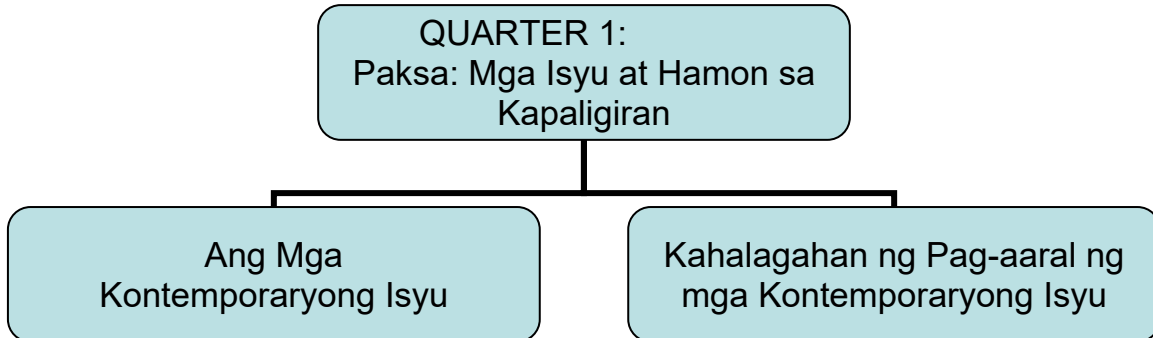 QUARTER 1:
Paksa: Mga Isyu at Hamon sa
Kapaligiran
Ang Mga
Kontemporaryong Isyu
Kahalagahan ng Pag-aaral ng
mga Kontemporaryong Isyu